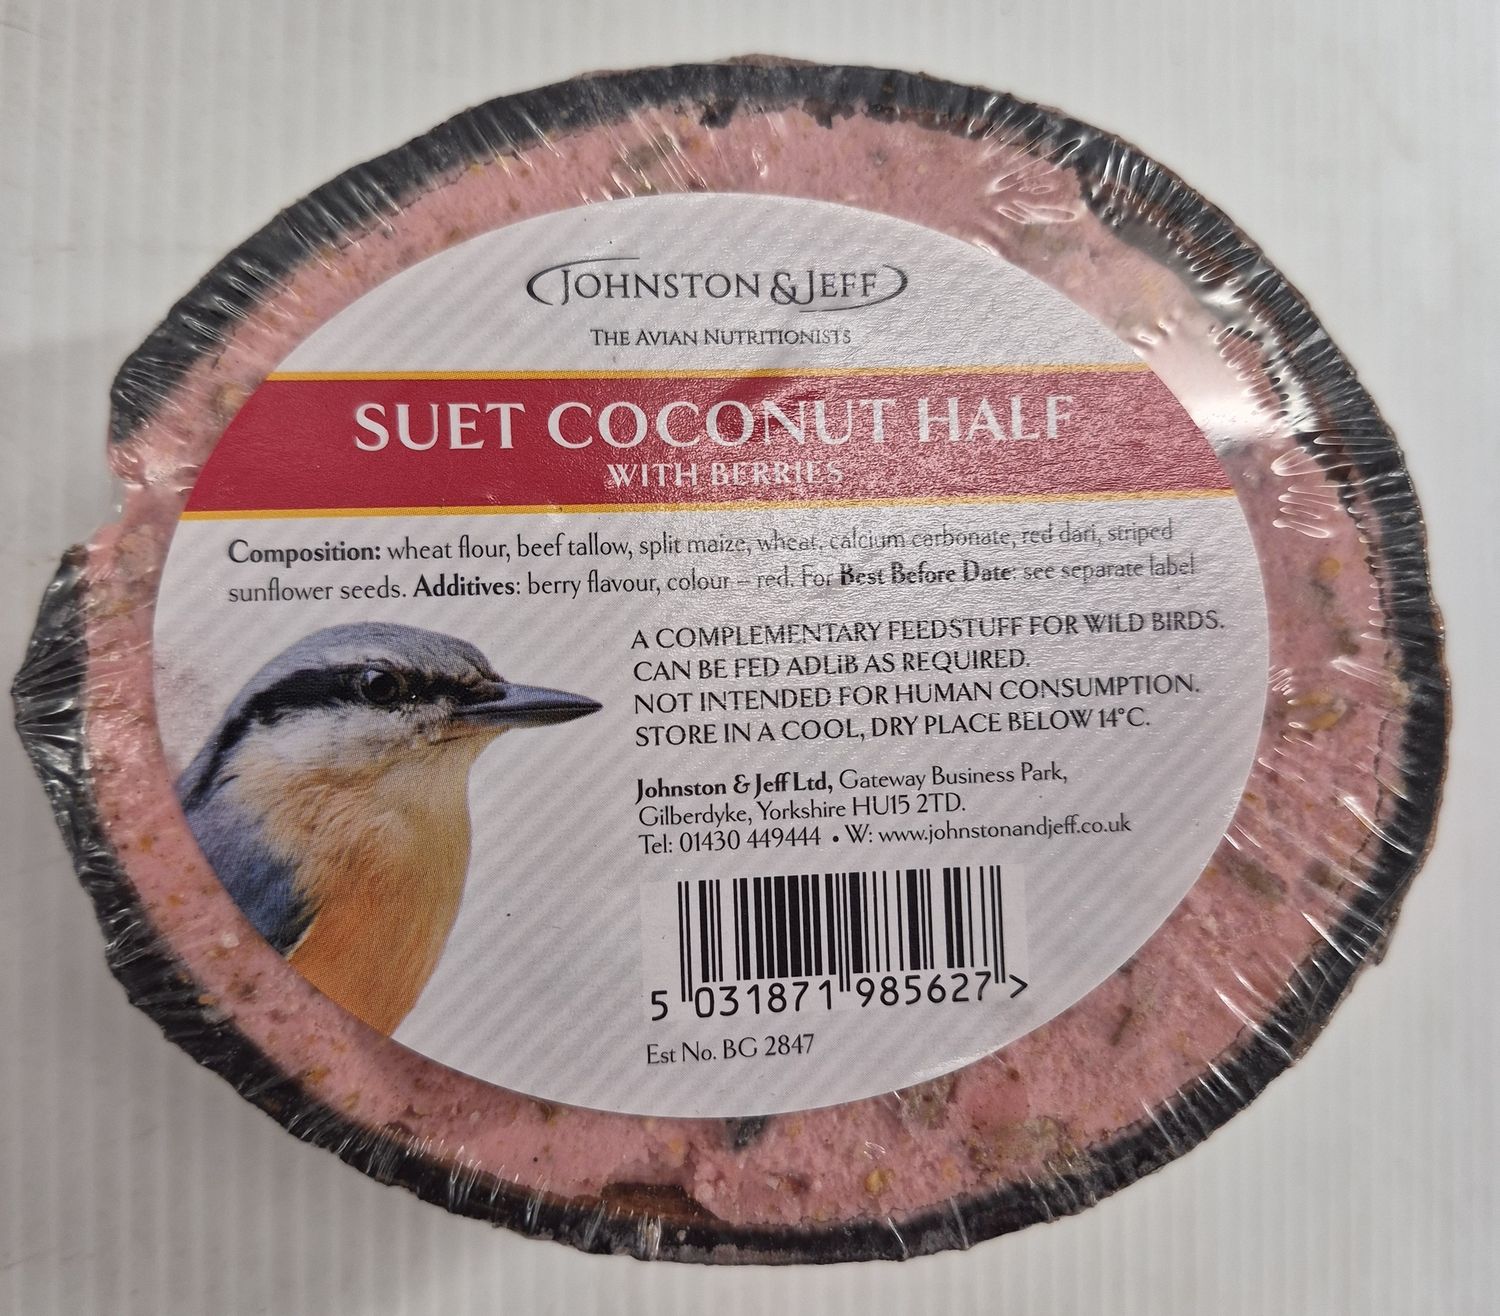 JOHNSTON & JEFF
THE AVIAN NUTRITIONISTS
SUET COCONUT HALF
WITH BERRIES
Composition: wheat flour, beef tallow, split maize, wheat, calcium carbonate, red dari, striped
sunflower seeds. Additives: berry flavour, colour – red. For Best Before Date: see separate label
A COMPLEMENTARY FEEDSTUFF FOR WILD BIRDS.
CAN BE FED ADLiB AS REQUIRED.
NOT INTENDED FOR HUMAN CONSUMPTION.
STORE IN A COOL, DRY PLACE BELOW 14°C.
Johnston & Jeff Ltd, Gateway Business Park,
Gilberdyke, Yorkshire HU15 2TD.
Tel: 01430 449444 • W: www.johnstonandjeff.co.uk
5 031871 985627 >
Est No. BG 2847